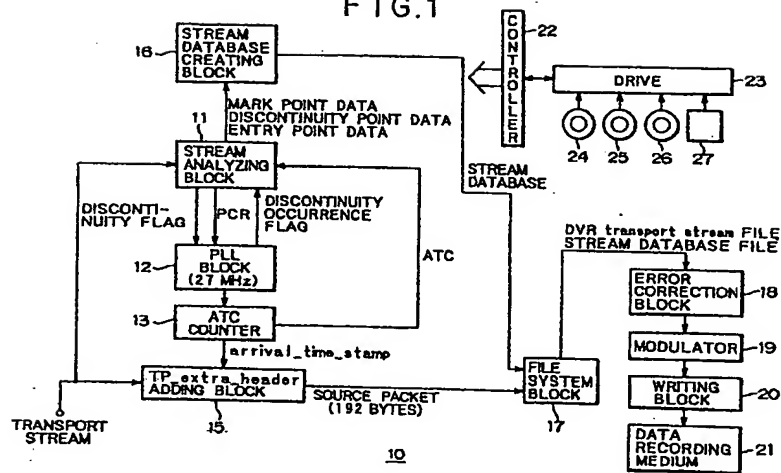 FIG.1
STREAM
DATABASE
CREATING
BLOCK
16
MARK POINT DATA
DISCONTINUITY POINT DATA
ENTRY POINT DATA
11
STREAM
ANALYZING
BLOCK
DISCONTI-
NUITY FLAG
PCR
DISCONTINUITY
OCCURRENCE
FLAG
12
PLL
BLOCK
(27 MHz)
ATC
13
ATC
COUNTER
arrival_time_stamp
TP_extra_header
ADDING BLOCK
15
TRANSPORT
STREAM
SOURCE PACKET
(192 BYTES)
10
STREAM
DATABASE
CONTROLLER
22
DRIVE
23
24
25
26
27
DVR transport stream FILE
STREAM DATABASE FILE
FILE
SYSTEM
BLOCK
17
ERROR
CORRECTION
BLOCK
18
MODULATOR
19
WRITING
BLOCK
20
DATA
RECORDING
MEDIUM
21